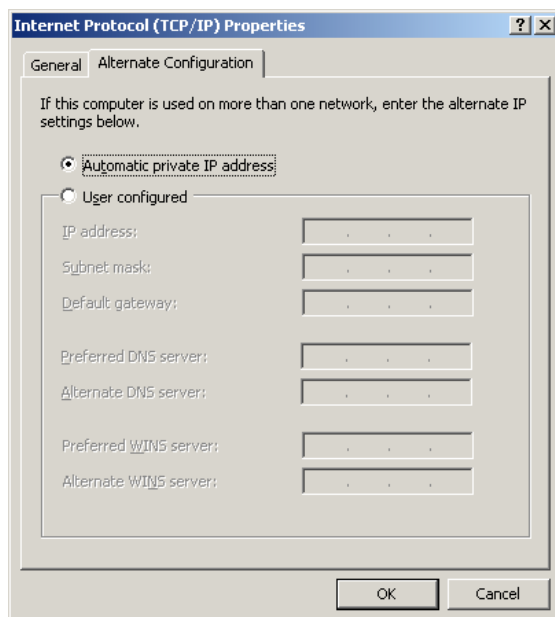 Internet Protocol (TCP/IP) Properties
General
Alternate Configuration
If this computer is used on more than one network, enter the alternate IP
settings below.
Automatic private IP address
User configured
IP address:
Subnet mask:
Default gateway:
Preferred DNS server:
Alternate DNS server:
Preferred WINS server:
Alternate WINS server:
OK
Cancel